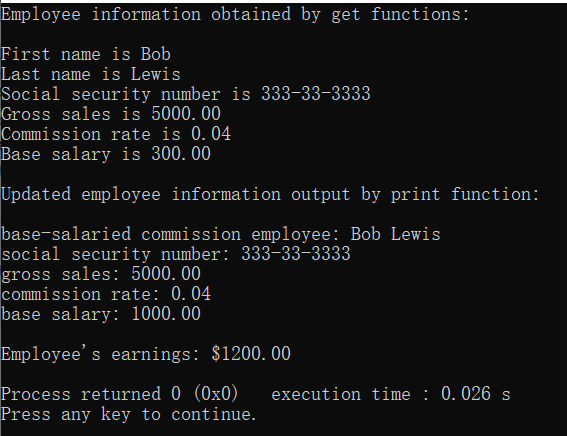 Employee information obtained by get functions:
First name is Bob
Last name is Lewis
Social security number is 333-33-3333
Gross sales is 5000.00
Commission rate is 0.04
Base salary is 300.00
Updated employee information output by print function:
base-salaried commission employee: Bob Lewis
social security number: 333-33-3333
gross sales: 5000.00
commission rate: 0.04
base salary: 1000.00
Employee's earnings: $1200.00
Process returned 0 (0x0)   execution time : 0.026 s
Press any key to continue.